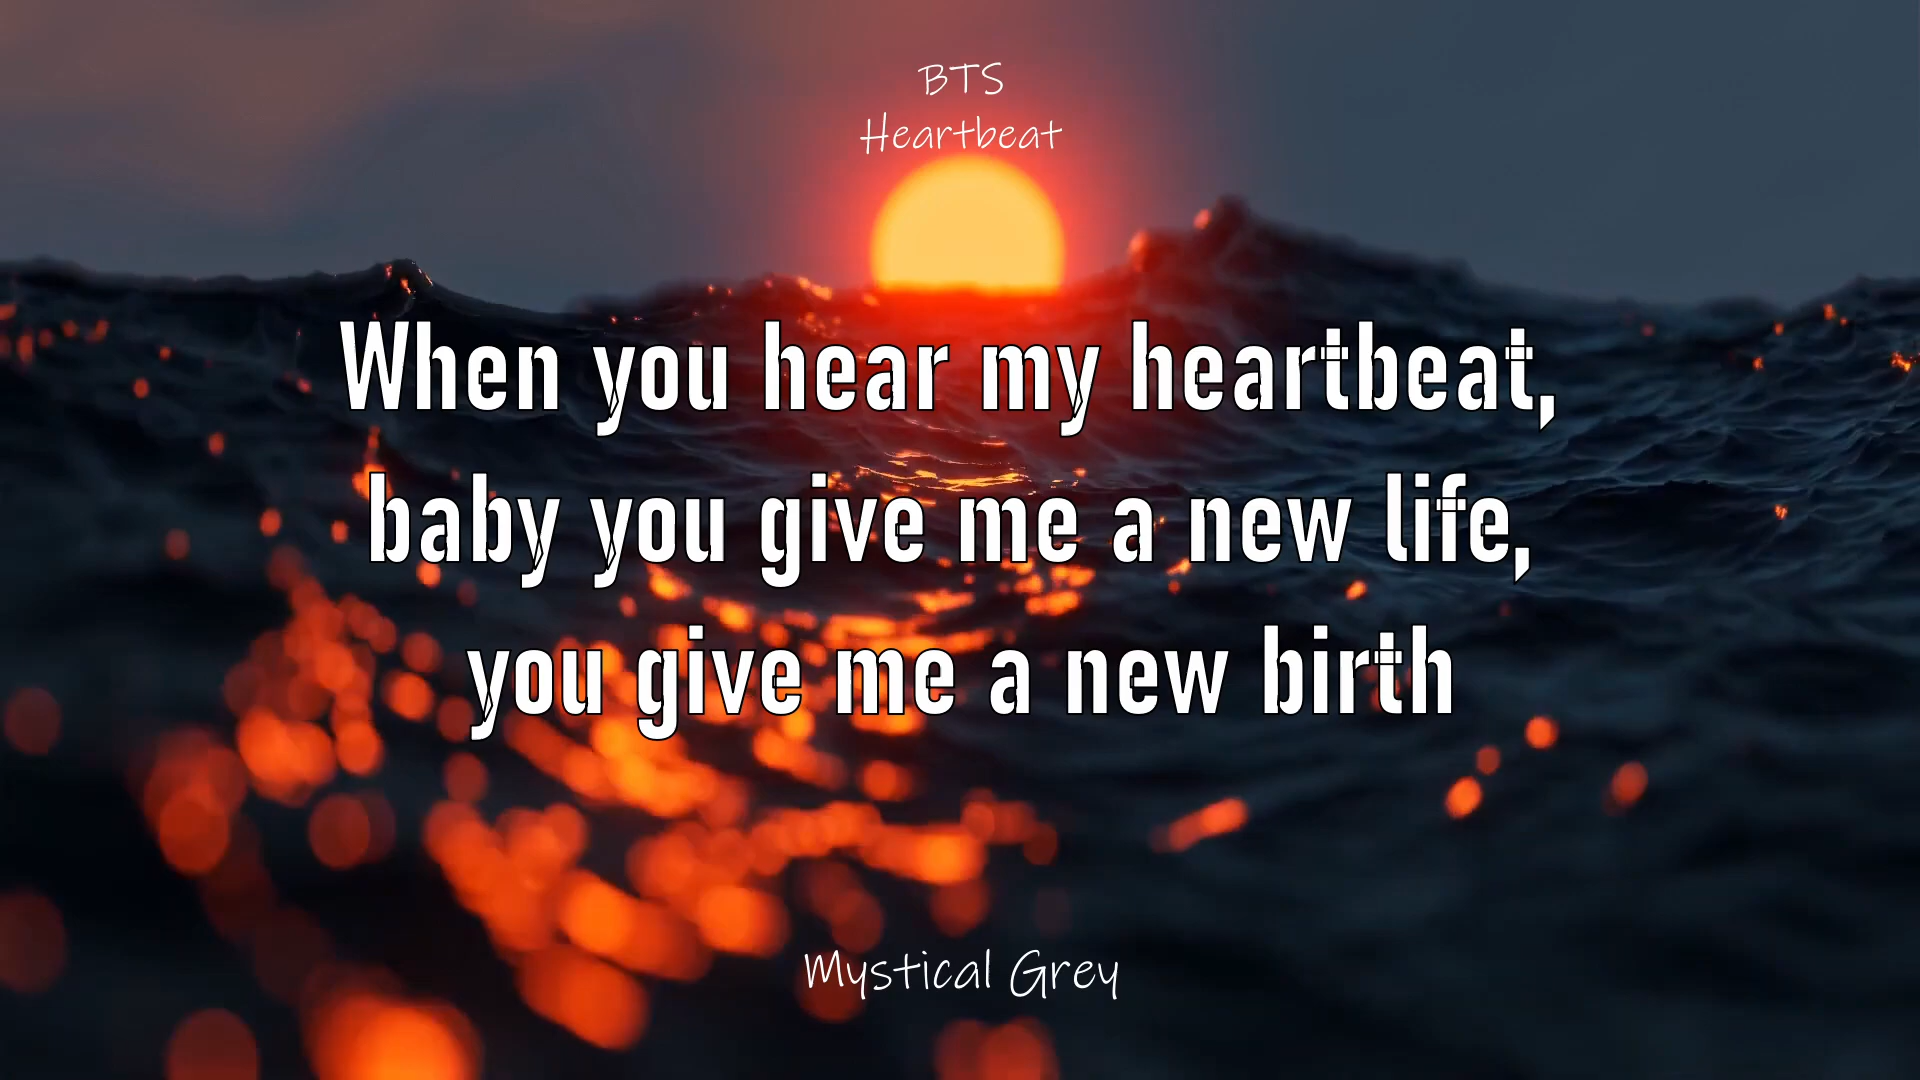 BTS
Heartbeat
When you hear my heartbeat,
baby you give me a new life,
you give me a new birth
Mystical Grey